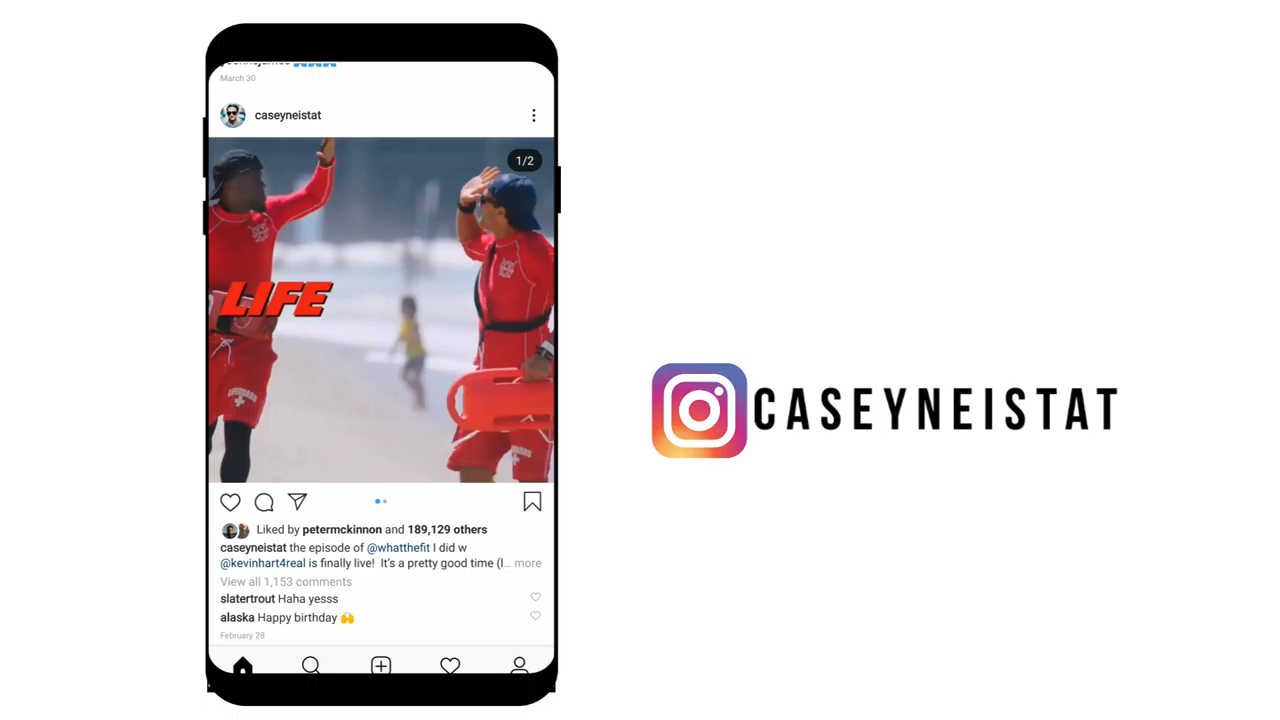 March 30
caseyneistat
1/2
LIFE
LIFEGUARD
CASEYNEISTAT
Liked by petermckinnon and 189,129 others
caseyneistat the episode of @whatthefit I did w
@kevinhart4real is finally live! It's a pretty good time (I... more
View all 1,153 comments
slatertrout Haha yesss
alaska Happy birthday 🙌
February 28